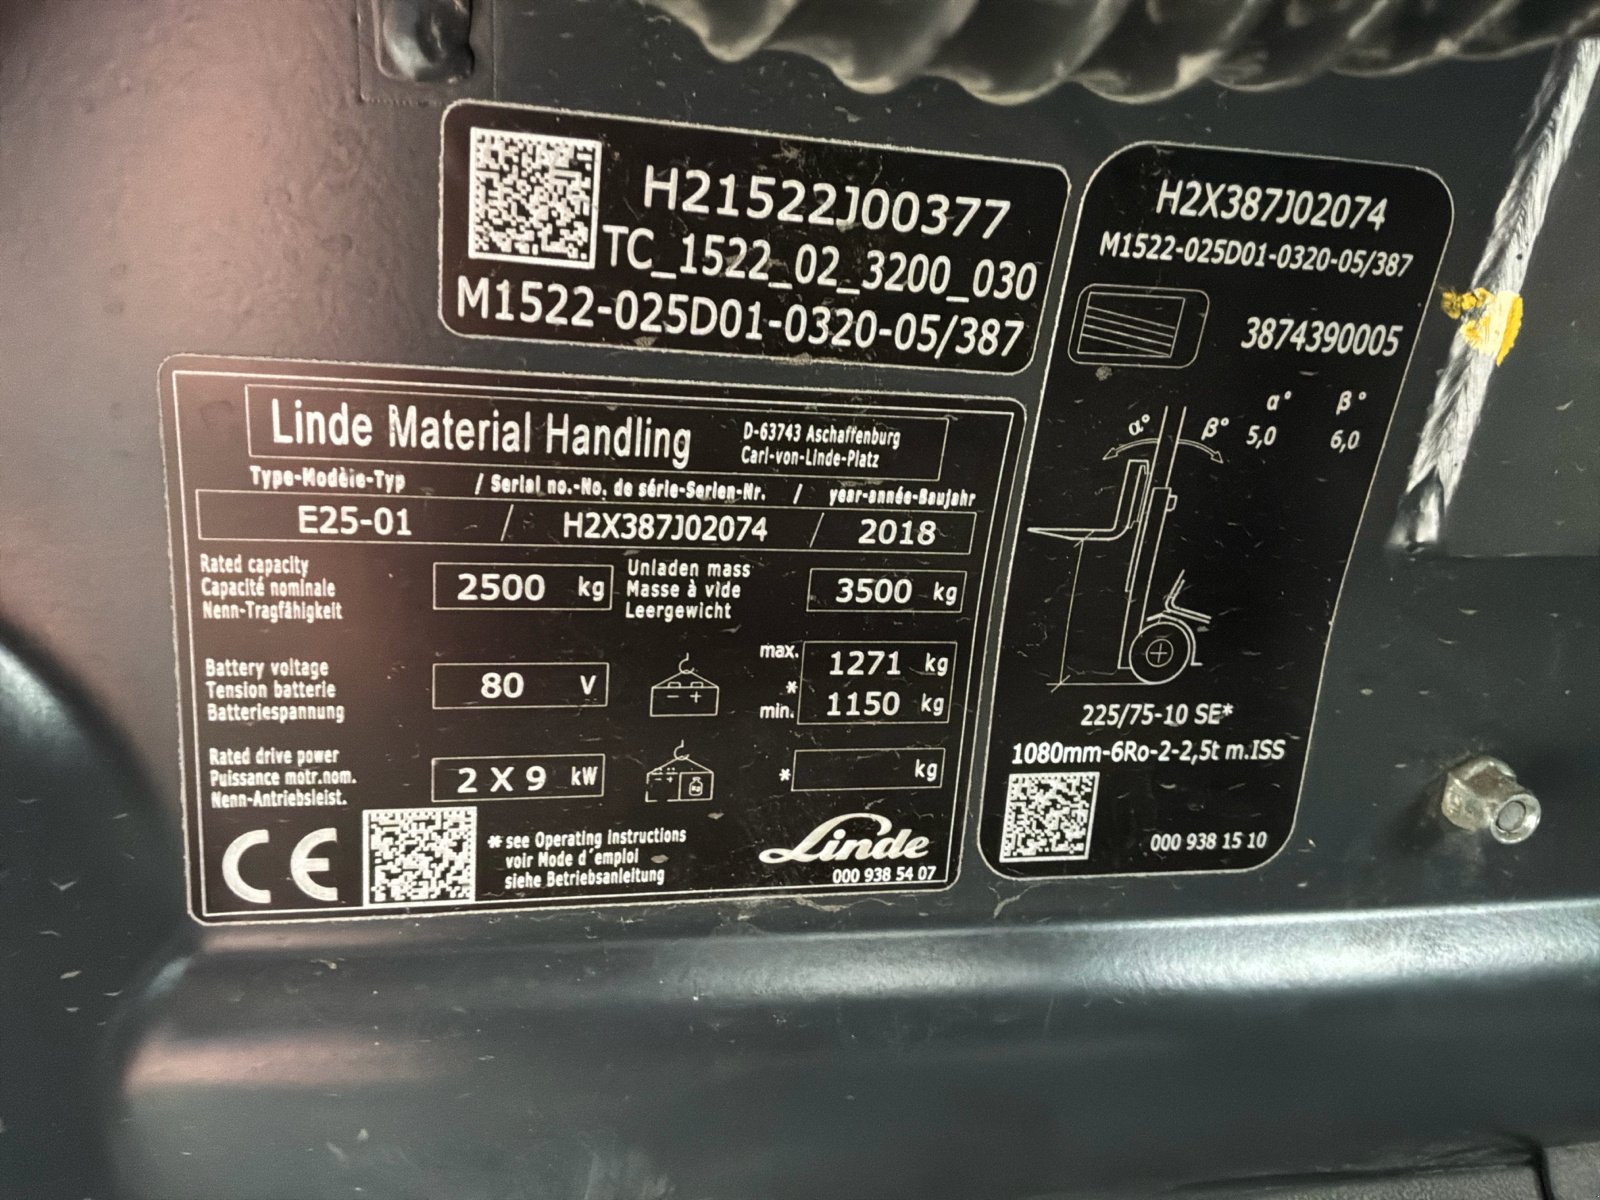 H21522J00377
TC_1522_02_3200_030
M1522-025D01-0320-05/387
Linde Material Handling
D-63743 Aschaffenburg
Carl-von-Linde-Platz
Type-Modèle-Typ / Serial no.-No. de série-Serien-Nr. / year-année-Baujahr
E25-01 / H2X387J02074 / 2018
Rated capacity
Capacité nominale
Nenn-Tragfähigkeit
2500 kg
Unladen mass
Masse à vide
Leergewicht
3500 kg
Battery voltage
Tension batterie
Batteriespannung
80 V
- +
max. 1271 kg
*
min. 1150 kg
Rated drive power
Puissance motr.nom.
Nenn-Antriebsleist.
2 X 9 kW
- + kg
* kg
CE
* see Operating Instructions
voir Mode d´emploi
siehe Betriebsanleitung
Linde
000 938 54 07
H2X387J02074
M1522-025D01-0320-05/387
3874390005
α° β°
α° β° 5,0 6,0
225/75-10 SE*
1080mm-6Ro-2-2,5t m.ISS
000 938 15 10